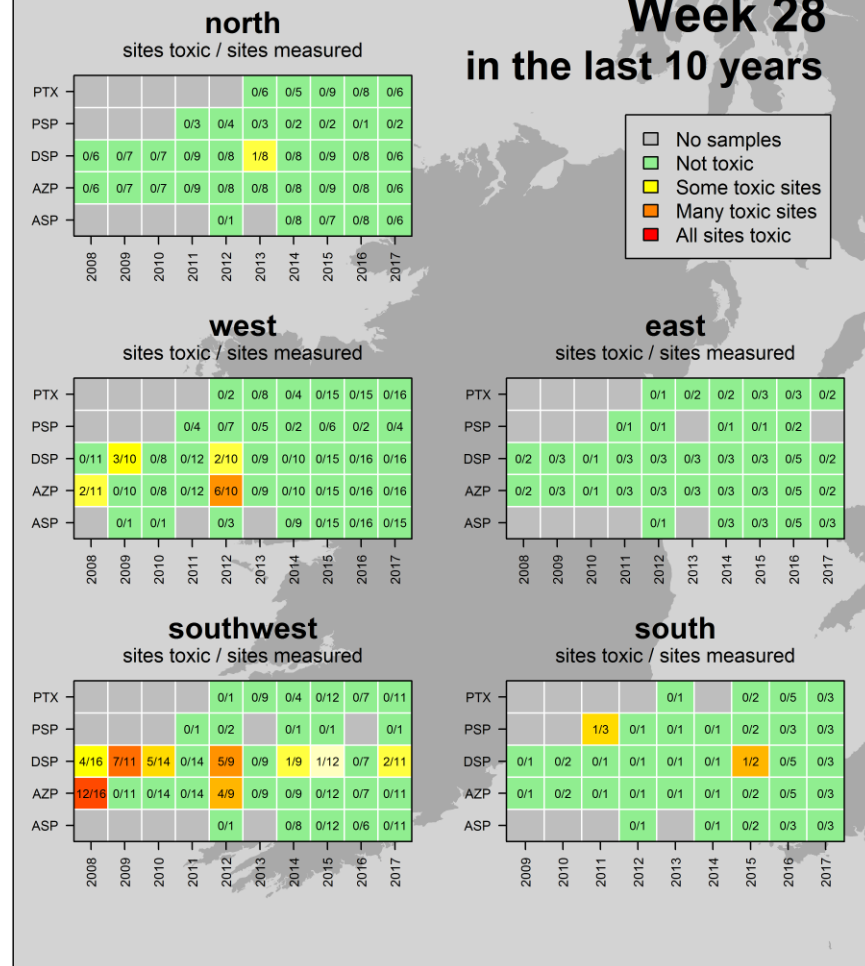 Week 28
in the last 10 years
No samples
Not toxic
Some toxic sites
Many toxic sites
All sites toxic
north
sites toxic / sites measured
PTX 0/6 0/5 0/9 0/8 0/6
PSP 0/3 0/4 0/3 0/2 0/2 0/1 0/2
DSP 0/6 0/7 0/7 0/9 0/8 1/8 0/8 0/9 0/8 0/6
AZP 0/6 0/7 0/7 0/9 0/8 0/8 0/8 0/9 0/8 0/6
ASP 0/1 0/8 0/7 0/8 0/6
2008 2009 2010 2011 2012 2013 2014 2015 2016 2017
west
sites toxic / sites measured
PTX 0/2 0/8 0/4 0/15 0/15 0/16
PSP 0/4 0/7 0/5 0/2 0/6 0/2 0/4
DSP 0/11 3/10 0/8 0/12 2/10 0/9 0/10 0/15 0/16 0/16
AZP 2/11 0/10 0/8 0/12 6/10 0/9 0/10 0/15 0/16 0/16
ASP 0/1 0/1 0/3 0/9 0/15 0/16 0/15
2008 2009 2010 2011 2012 2013 2014 2015 2016 2017
east
sites toxic / sites measured
PTX 0/1 0/2 0/2 0/3 0/3 0/2
PSP 0/1 0/1 0/1 0/1 0/2
DSP 0/2 0/3 0/1 0/3 0/3 0/3 0/3 0/3 0/5 0/2
AZP 0/2 0/3 0/1 0/3 0/3 0/3 0/3 0/3 0/5 0/2
ASP 0/1 0/3 0/3 0/5 0/3
2008 2009 2010 2011 2012 2013 2014 2015 2016 2017
southwest
sites toxic / sites measured
PTX 0/1 0/9 0/4 0/12 0/7 0/11
PSP 0/1 0/2 0/1 0/1 0/1
DSP 4/16 7/11 5/14 0/14 5/9 0/9 1/9 1/12 0/7 2/11
AZP 12/16 0/11 0/14 0/14 4/9 0/9 0/9 0/12 0/7 0/11
ASP 0/1 0/8 0/12 0/6 0/11
2008 2009 2010 2011 2012 2013 2014 2015 2016 2017
south
sites toxic / sites measured
PTX 0/1 0/2 0/5 0/3
PSP 1/3 0/1 0/1 0/1 0/2 0/3 0/3
DSP 0/1 0/2 0/1 0/1 0/1 0/1 1/2 0/5 0/3
AZP 0/1 0/2 0/1 0/1 0/1 0/1 0/2 0/5 0/3
ASP 0/1 0/1 0/2 0/3 0/3
2009 2010 2011 2012 2013 2014 2015 2016 2017